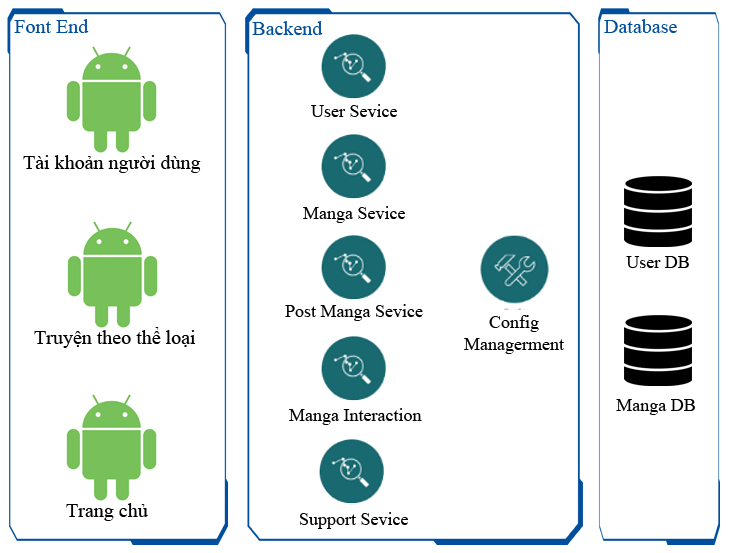 Font End
Tài khoản người dùng
Truyện theo thể loại
Trang chủ
Backend
User Sevice
Manga Sevice
Post Manga Sevice
Manga Interaction
Support Sevice
Config
Managerment
Database
User DB
Manga DB